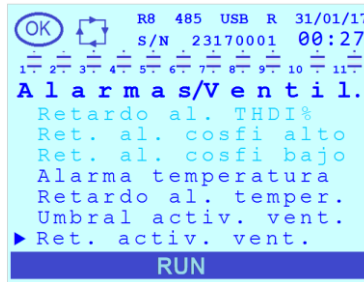 OK R8 485 USB R 31/01/17
S/N 23170001 00:27
1 2 3 4 5 6 7 8 9 10 11
Alarmas/Ventil.
Retardo al. THDI%
Ret. al. cosfi alto
Ret. al. cosfi bajo
Alarma temperatura
Retardo al. temper.
Umbral activ. vent.
▶ Ret. activ. vent.
RUN